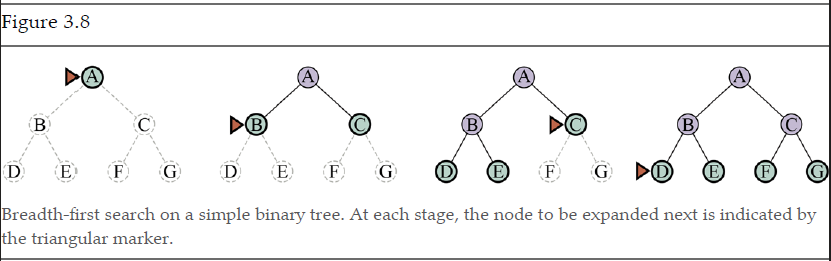 Figure 3.8
A A A A
B C B C B C B C
D E F G D E F G D E F G D E F G
Breadth-first search on a simple binary tree. At each stage, the node to be expanded next is indicated by
the triangular marker.